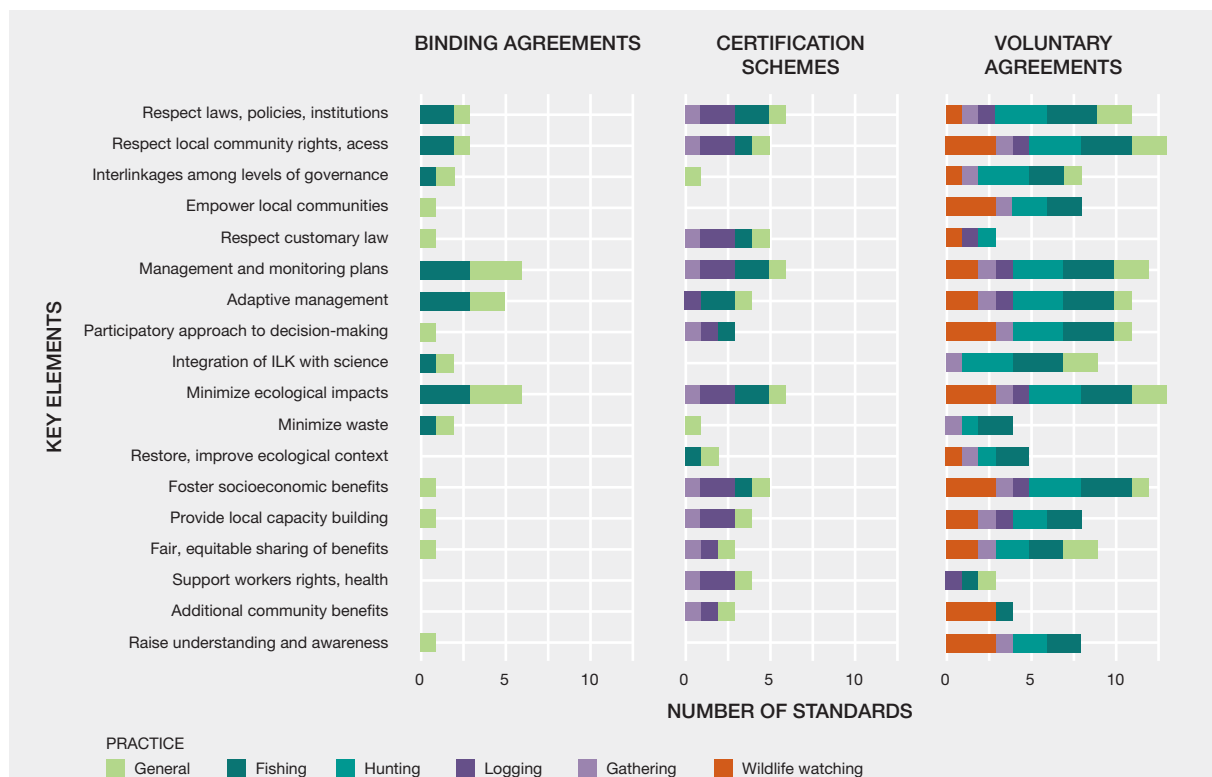 BINDING AGREEMENTS
CERTIFICATION
SCHEMES
VOLUNTARY
AGREEMENTS
KEY ELEMENTS
Respect laws, policies, institutions
Respect local community rights, acess
Interlinkages among levels of governance
Empower local communities
Respect customary law
Management and monitoring plans
Adaptive management
Participatory approach to decision-making
Integration of ILK with science
Minimize ecological impacts
Minimize waste
Restore, improve ecological context
Foster socioeconomic benefits
Provide local capacity building
Fair, equitable sharing of benefits
Support workers rights, health
Additional community benefits
Raise understanding and awareness
0 5 10 0 5 10 0 5 10
NUMBER OF STANDARDS
PRACTICE
General Fishing Hunting Logging Gathering Wildlife watching